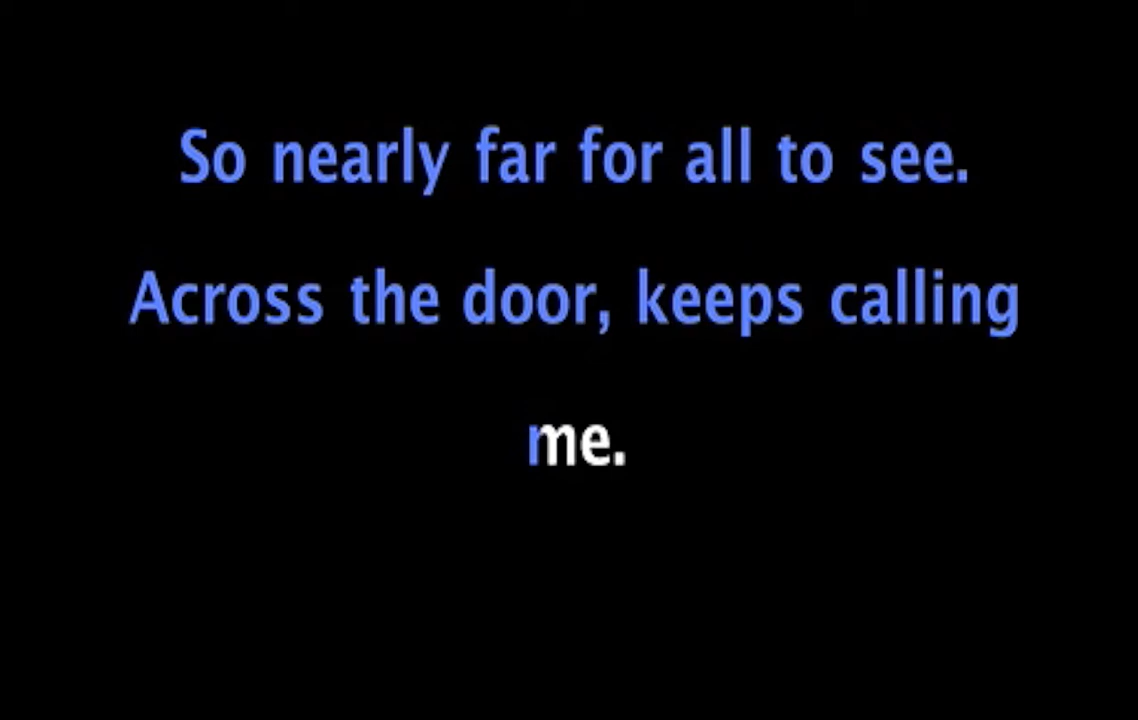 So nearly far for all to see.
Across the door, keeps calling
me.